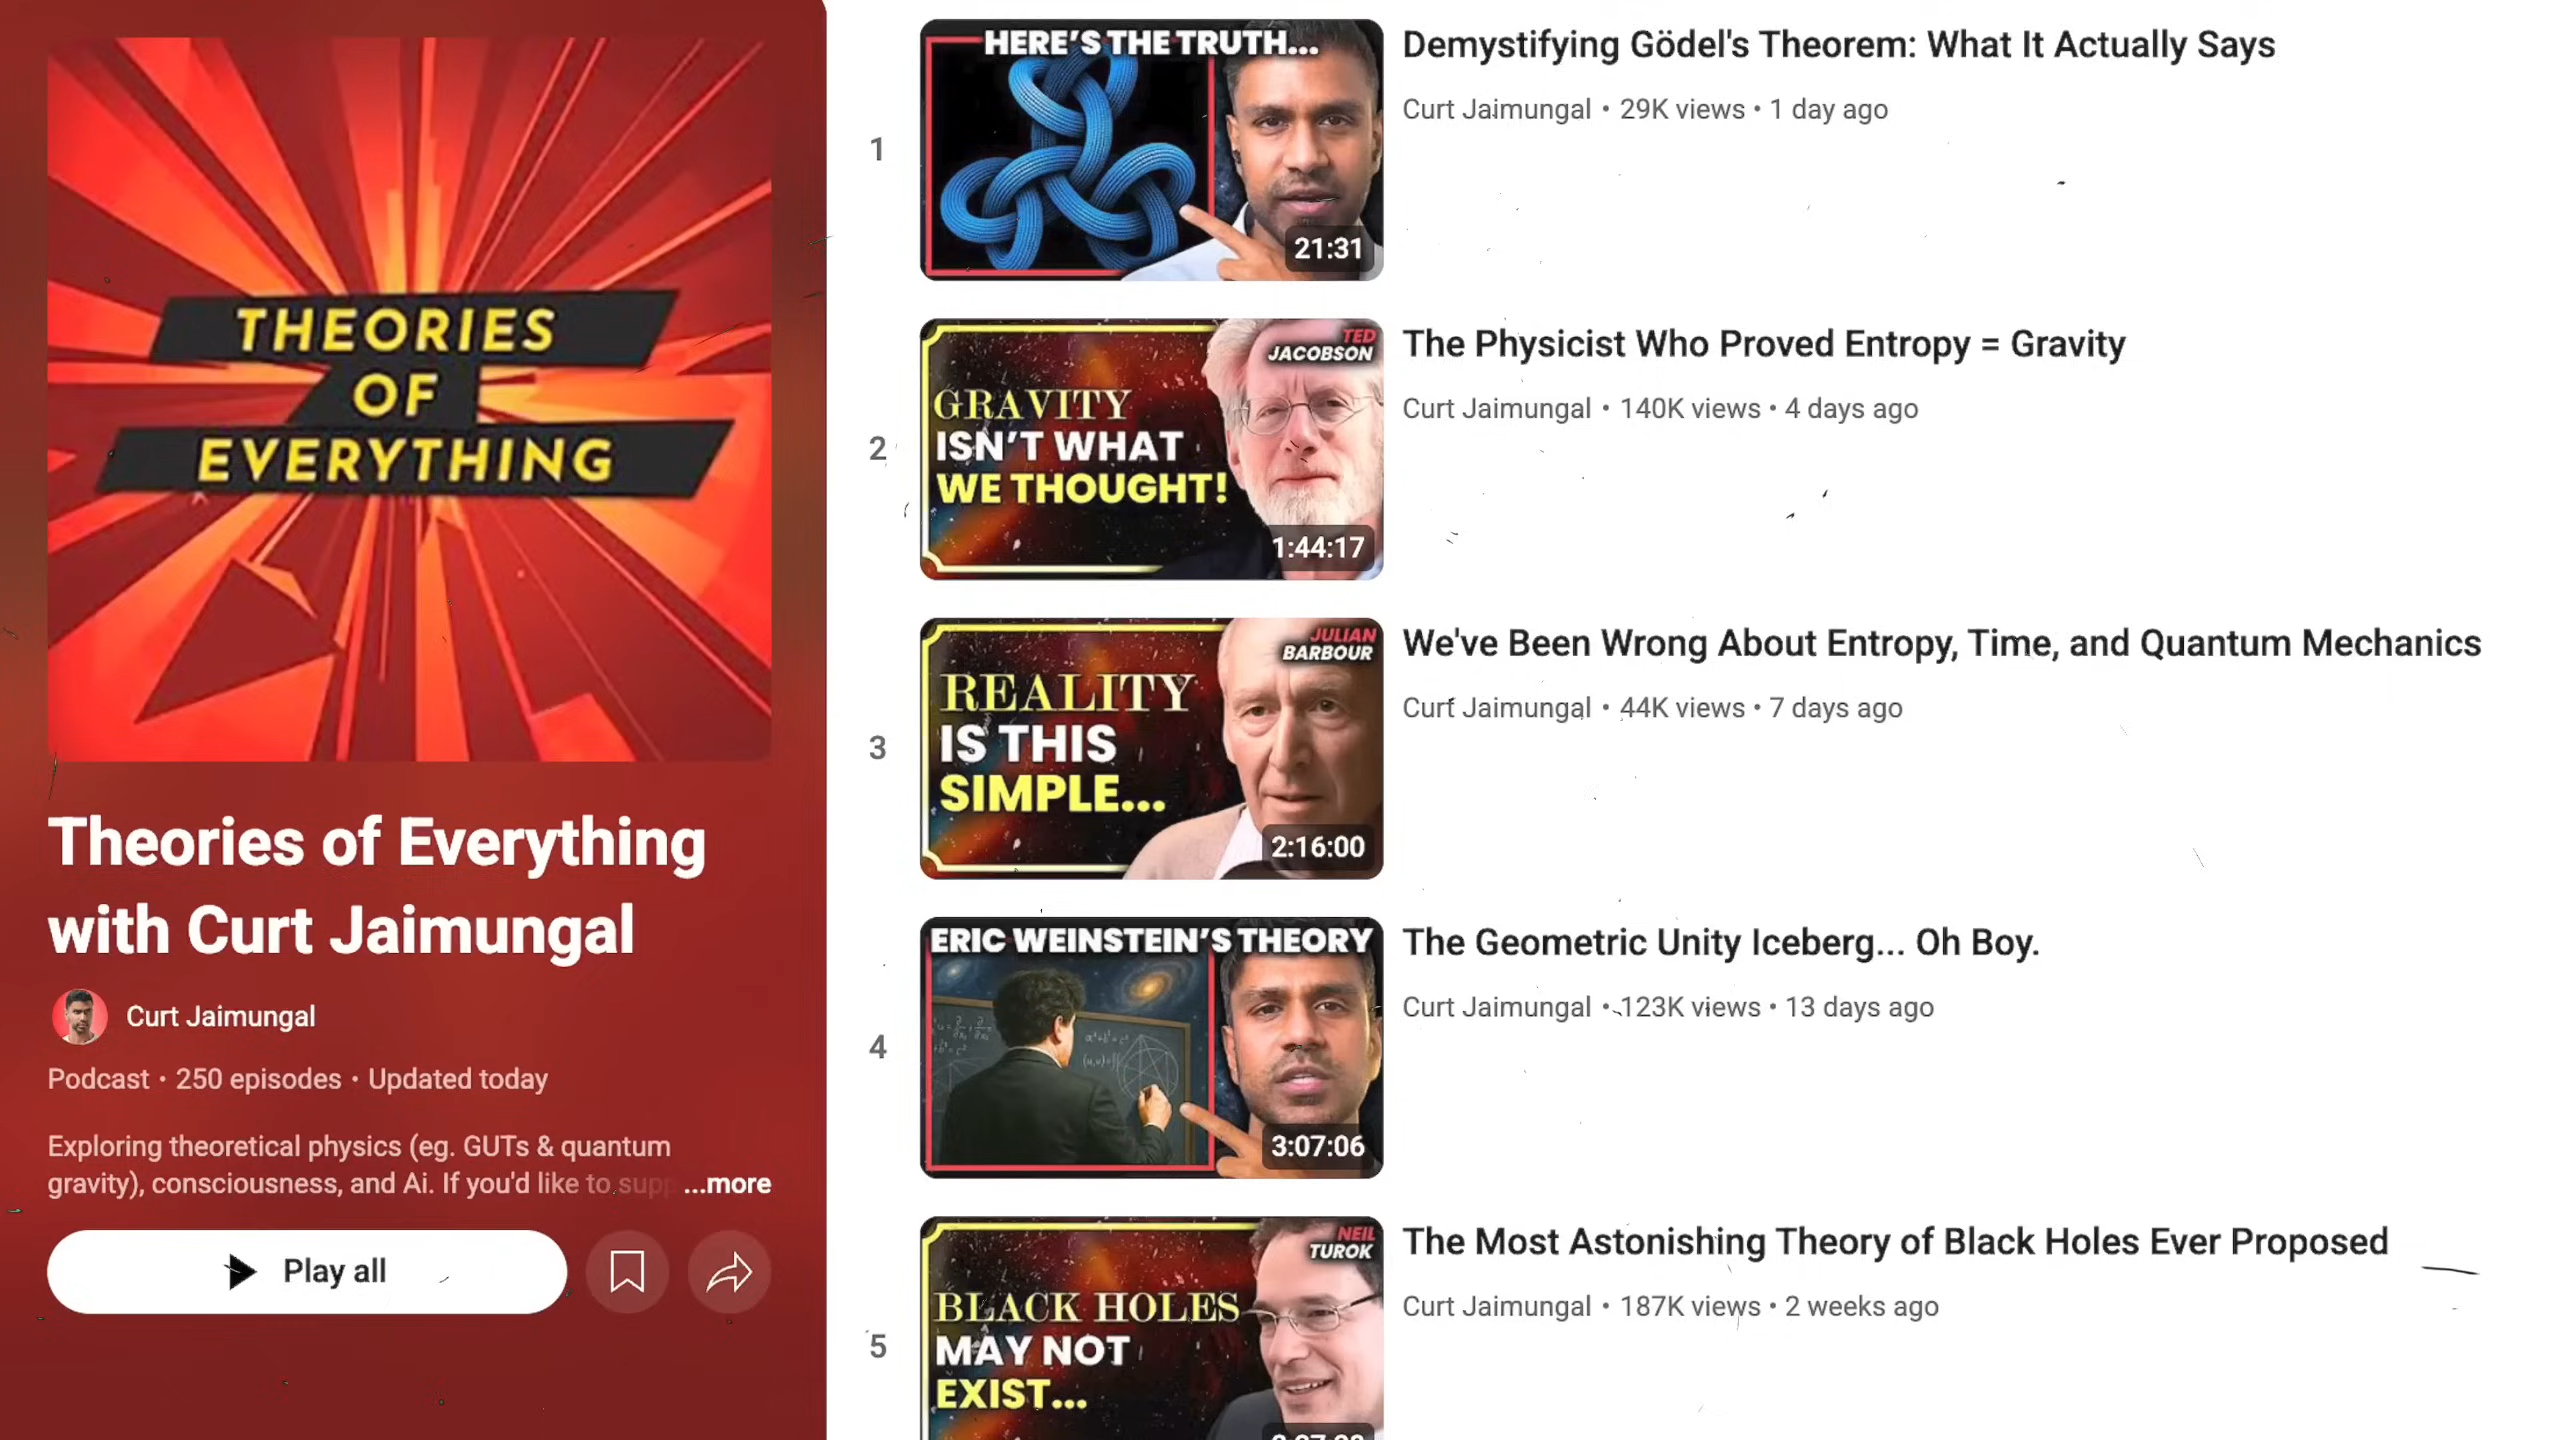 THEORIES
OF
EVERYTHING
Theories of Everything
with Curt Jaimungal
Curt Jaimungal
Podcast • 250 episodes • Updated today
Exploring theoretical physics (eg. GUTs & quantum
gravity), consciousness, and Ai. If you'd like to supp ...more
Play all
1
HERE'S THE TRUTH...
21:31
Demystifying Gödel's Theorem: What It Actually Says
Curt Jaimungal • 29K views • 1 day ago
2
TED
JACOBSON
GRAVITY
ISN'T WHAT
WE THOUGHT!
1:44:17
The Physicist Who Proved Entropy = Gravity
Curt Jaimungal • 140K views • 4 days ago
3
JULIAN
BARBOUR
REALITY
IS THIS
SIMPLE...
2:16:00
We've Been Wrong About Entropy, Time, and Quantum Mechanics
Curt Jaimungal • 44K views • 7 days ago
4
ERIC WEINSTEIN'S THEORY
3:07:06
The Geometric Unity Iceberg... Oh Boy.
Curt Jaimungal • 123K views • 13 days ago
5
NEIL
TUROK
BLACK HOLES
MAY NOT
EXIST...
The Most Astonishing Theory of Black Holes Ever Proposed
Curt Jaimungal • 187K views • 2 weeks ago